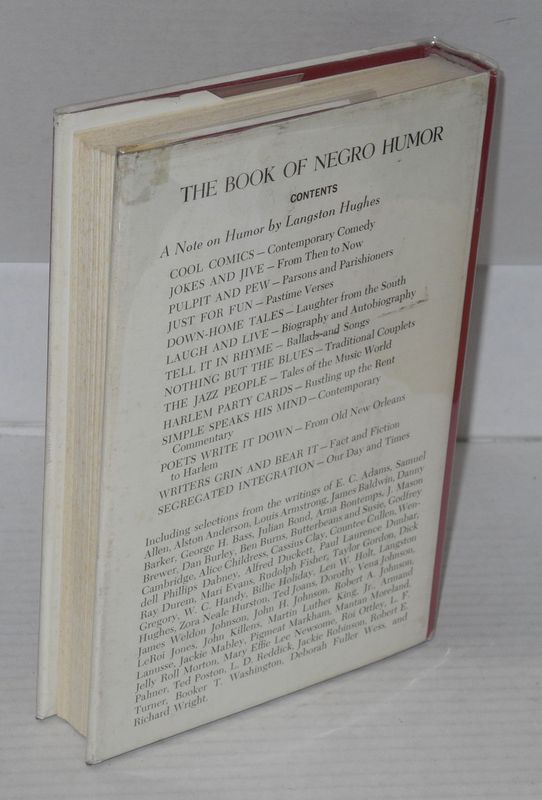 THE BOOK OF NEGRO HUMOR
CONTENTS
A Note on Humor by Langston Hughes
COOL COMICS — Contemporary Comedy
JOKES AND JIVE — From Then to Now
PULPIT AND PEW — Parsons and Parishioners
JUST FOR FUN — Pastime Verses
DOWN-HOME TALES — Laughter from the South
LAUGH AND LIVE — Biography and Autobiography
TELL IT IN RHYME — Ballads and Songs
NOTHING BUT THE BLUES — Traditional Couplets
THE JAZZ PEOPLE — Tales of the Music World
HARLEM PARTY CARDS — Rustling up the Rent
SIMPLE SPEAKS HIS MIND — Contemporary
Commentary
POETS WRITE IT DOWN — From Old New Orleans
to Harlem
WRITERS GRIN AND BEAR IT — Fact and Fiction
SEGREGATED INTEGRATION — Our Day and Times
Including selections from the writings of E. C. Adams, Samuel
Allen, Alston Anderson, Louis Armstrong, James Baldwin, Danny
Barker, George H. Bass, Julian Bond, Arna Bontemps, J. Mason
Brewer, Dan Burley, Ben Burns, Butterbeans and Susie, Godfrey
Cambridge, Alice Childress, Cassius Clay, Countee Cullen, Wen-
dell Phillips Dabney, Alfred Duckett, Paul Laurence Dunbar,
Ray Durem, Mari Evans, Rudolph Fisher, Taylor Gordon, Dick
Gregory, W. C. Handy, Billie Holiday, Len W. Holt, Langston
Hughes, Zora Neale Hurston, Ted Joans, Dorothy Vena Johnson,
James Weldon Johnson, John H. Johnson, Robert A. Johnson,
LeRoi Jones, John Killens, Martin Luther King, Jr., Armand
Lanusse, Jackie Mabley, Pigmeat Markham, Mantan Moreland,
Jelly Roll Morton, Mary Effie Lee Newsome, Roi Ottley, L. F.
Palmer, Ted Poston, L. D. Reddick, Jackie Robinson, Robert E.
Turner, Booker T. Washington, Deborah Fuller Wess, and
Richard Wright.